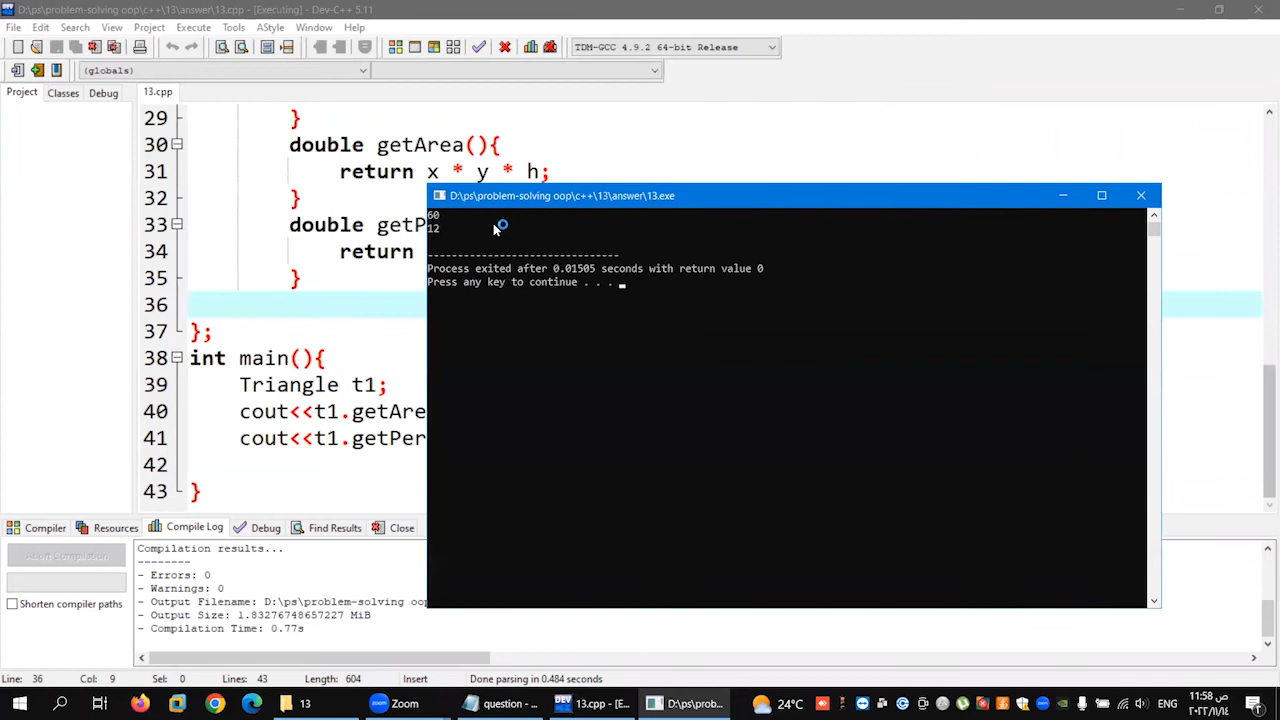 D:\ps\problem-solving oop\c++\13\answer\13.cpp - [Executing] - Dev-C++ 5.11
File Edit Search View Project Execute Tools AStyle Window Help
TDM-GCC 4.9.2 64-bit Release
(globals)
Project Classes Debug 13.cpp
29 }
30 double getArea(){
31 return x * y * h;
32 }
33 double getP
34 return
35 }
36
37 };
38 int main(){
39 Triangle t1;
40 cout<<t1.getAre
41 cout<<t1.getPer
42
43 }
D:\ps\problem-solving oop\c++\13\answer\13.exe
60
12
--------------------------------
Process exited after 0.01505 seconds with return value 0
Press any key to continue . . .
Compiler Resources Compile Log Debug Find Results Close
Abort Compilation
Shorten compiler paths
Compilation results...
--------
- Errors: 0
- Warnings: 0
- Output Filename: D:\ps\problem-solving oop
- Output Size: 1.83276748657227 MiB
- Compilation Time: 0.77s
Line: 36 Col: 9 Sel: 0 Lines: 43 Length: 604 Insert Done parsing in 0.484 seconds
13 Zoom question - ... 13.cpp - [E... D:\ps\prob... 24°C ENG
11:58 ص